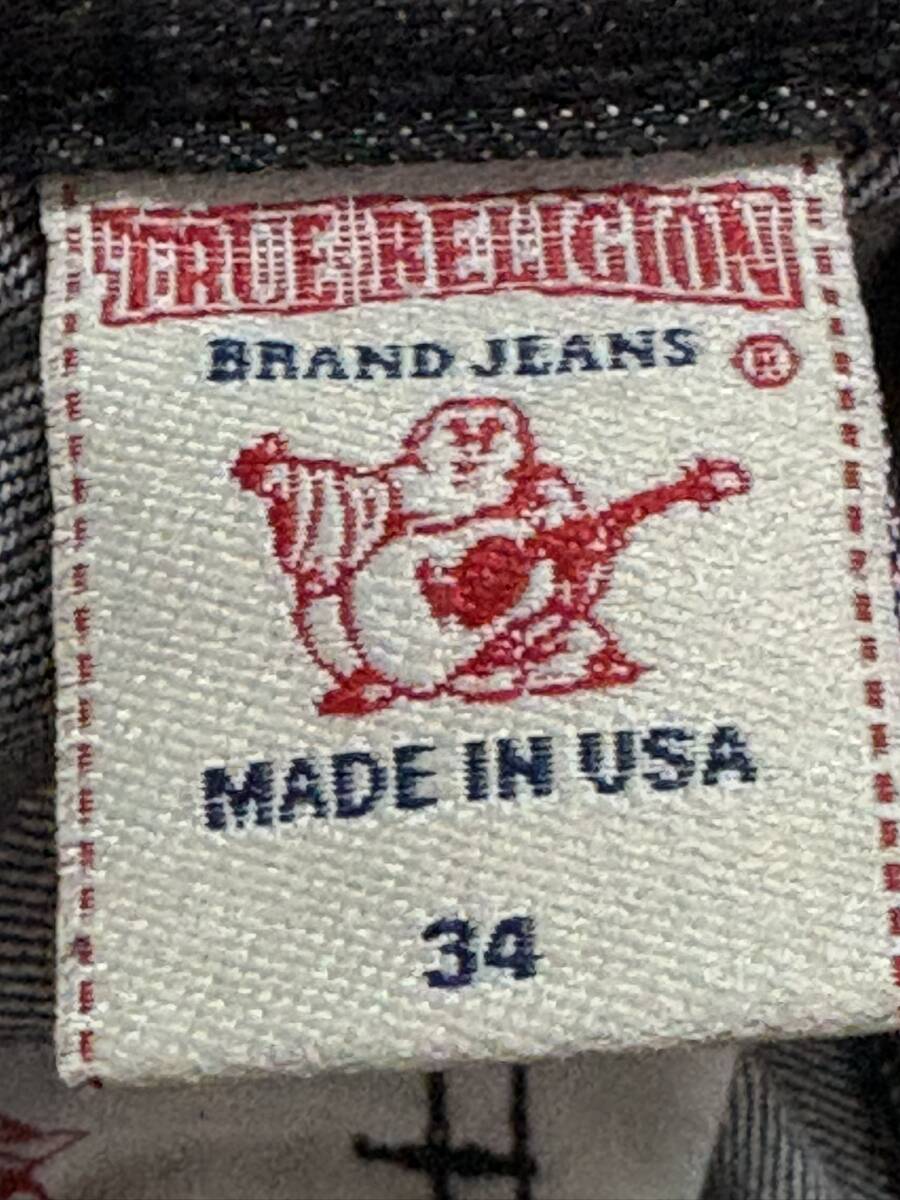 TRUE RELIGION
BRAND JEANS ®
MADE IN USA
34